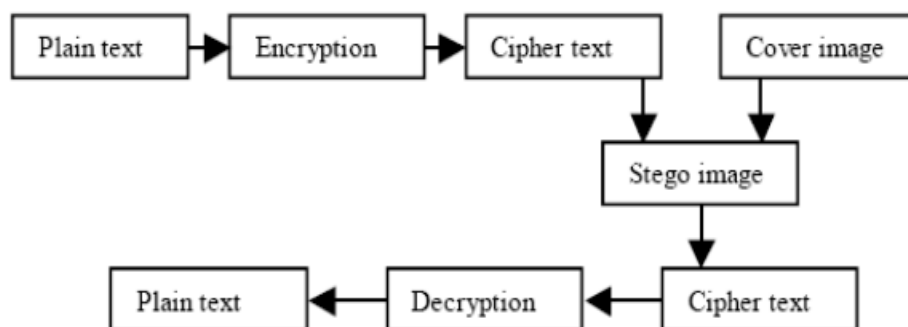 Plain text
Encryption
Cipher text
Cover image
Stego image
Plain text
Decryption
Cipher text